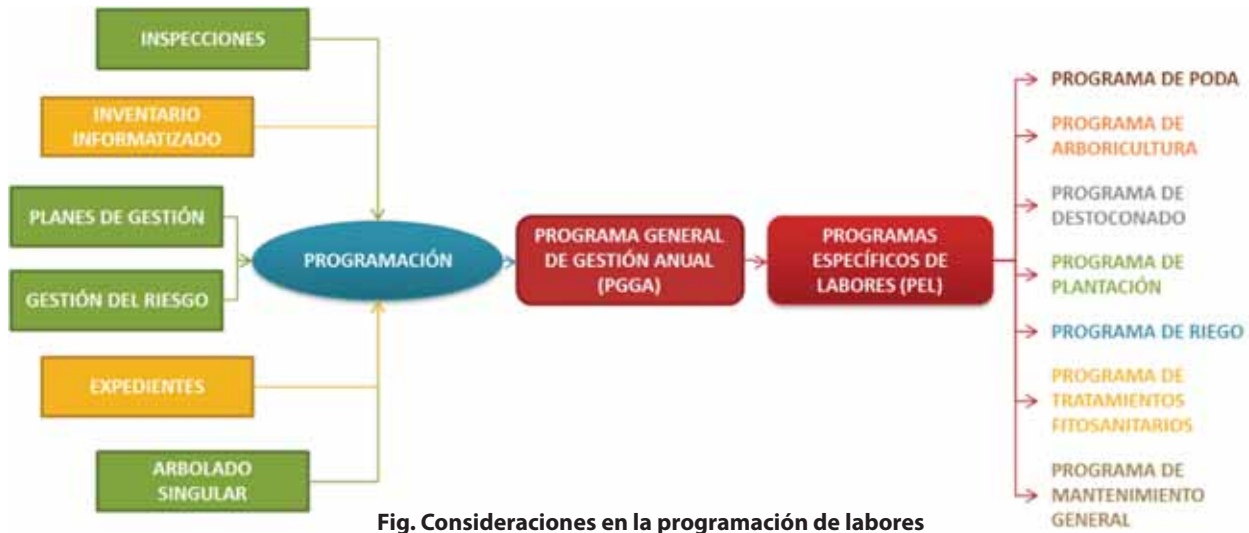 INSPECCIONES
INVENTARIO
INFORMATIZADO
PLANES DE GESTIÓN
GESTIÓN DEL RIESGO
EXPEDIENTES
ARBOLADO
SINGULAR
PROGRAMACIÓN
PROGRAMA GENERAL
DE GESTIÓN ANUAL
(PGGA)
PROGRAMAS
ESPECÍFICOS DE
LABORES (PEL)
PROGRAMA DE PODA
PROGRAMA DE
ARBORICULTURA
PROGRAMA DE
DESTOCONADO
PROGRAMA DE
PLANTACIÓN
PROGRAMA DE RIEGO
PROGRAMA DE
TRATAMIENTOS
FITOSANITARIOS
PROGRAMA DE
MANTENIMIENTO
GENERAL
Fig. Consideraciones en la programación de labores